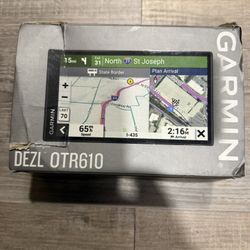 15mi
31
North
St Joseph
State Border
Plan Arrival
LIMIT
70
65
Speed
I-435
2:16
GARMIN
DĒZL OTR610
GARMIN